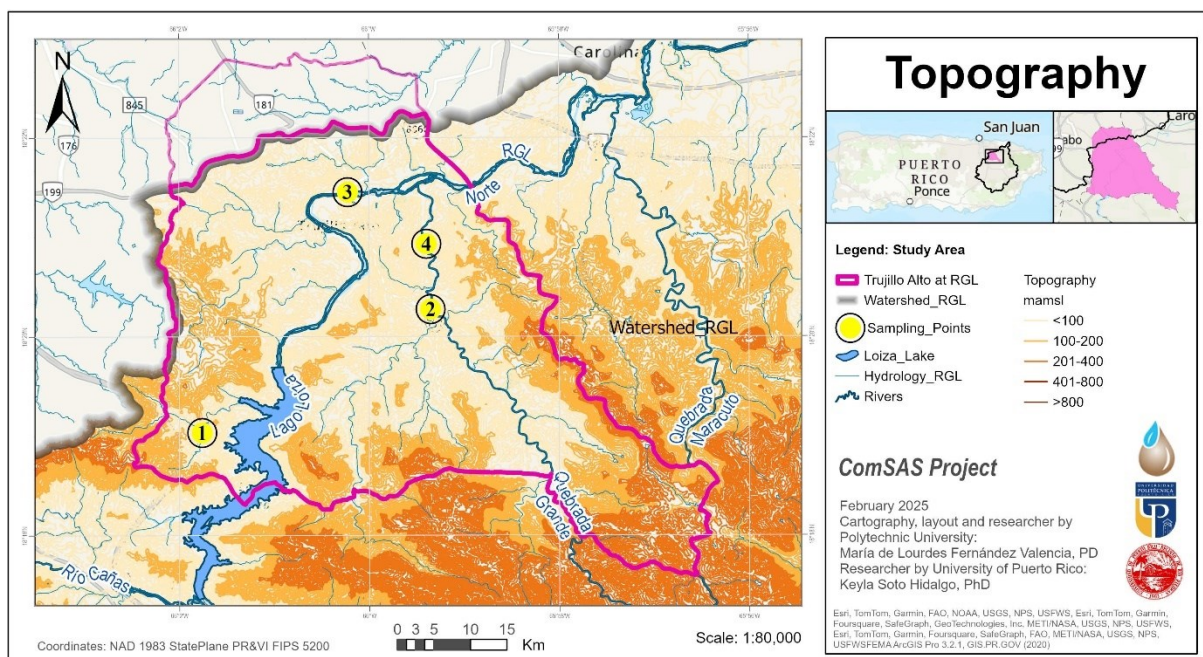 Topography
N
Carolina
845
181
176
199
RGL
Norte
3
4
2
1
Watershed_RGL
Lago Loiza
Quebrada
Maracuto
Quebrada
Grande
Río Cañas
San Juan
PUERTO
RICO
Ponce
Legend: Study Area
Trujillo Alto at RGL
Watershed_RGL
Sampling_Points
Loiza_Lake
Hydrology_RGL
Rivers
Topography
mamsl
<100
100-200
201-400
401-800
>800
ComSAS Project
February 2025
Cartography, layout and researcher by
Polytechnic University:
María de Lourdes Fernández Valencia, PD
Researcher by University of Puerto Rico:
Keyla Soto Hidalgo, PhD
UNIVERSIDAD
POLITÉCNICA
Esri, TomTom, Garmin, FAO, NOAA, USGS, NPS, USFWS, Esri, TomTom, Garmin,
Foursquare, SafeGraph, GeoTechnologies, Inc. METI/NASA, USGS, NPS, USFWS,
Esri, TomTom, Garmin, Foursquare, SafeGraph, FAO, METI/NASA, USGS, NPS,
USFWSFEMA ArcGIS Pro 3.2.1, GIS.PR.GOV (2020)
Coordinates: NAD 1983 StatePlane PR&VI FIPS 5200
0 3 5 10 15
Km
Scale: 1:80,000